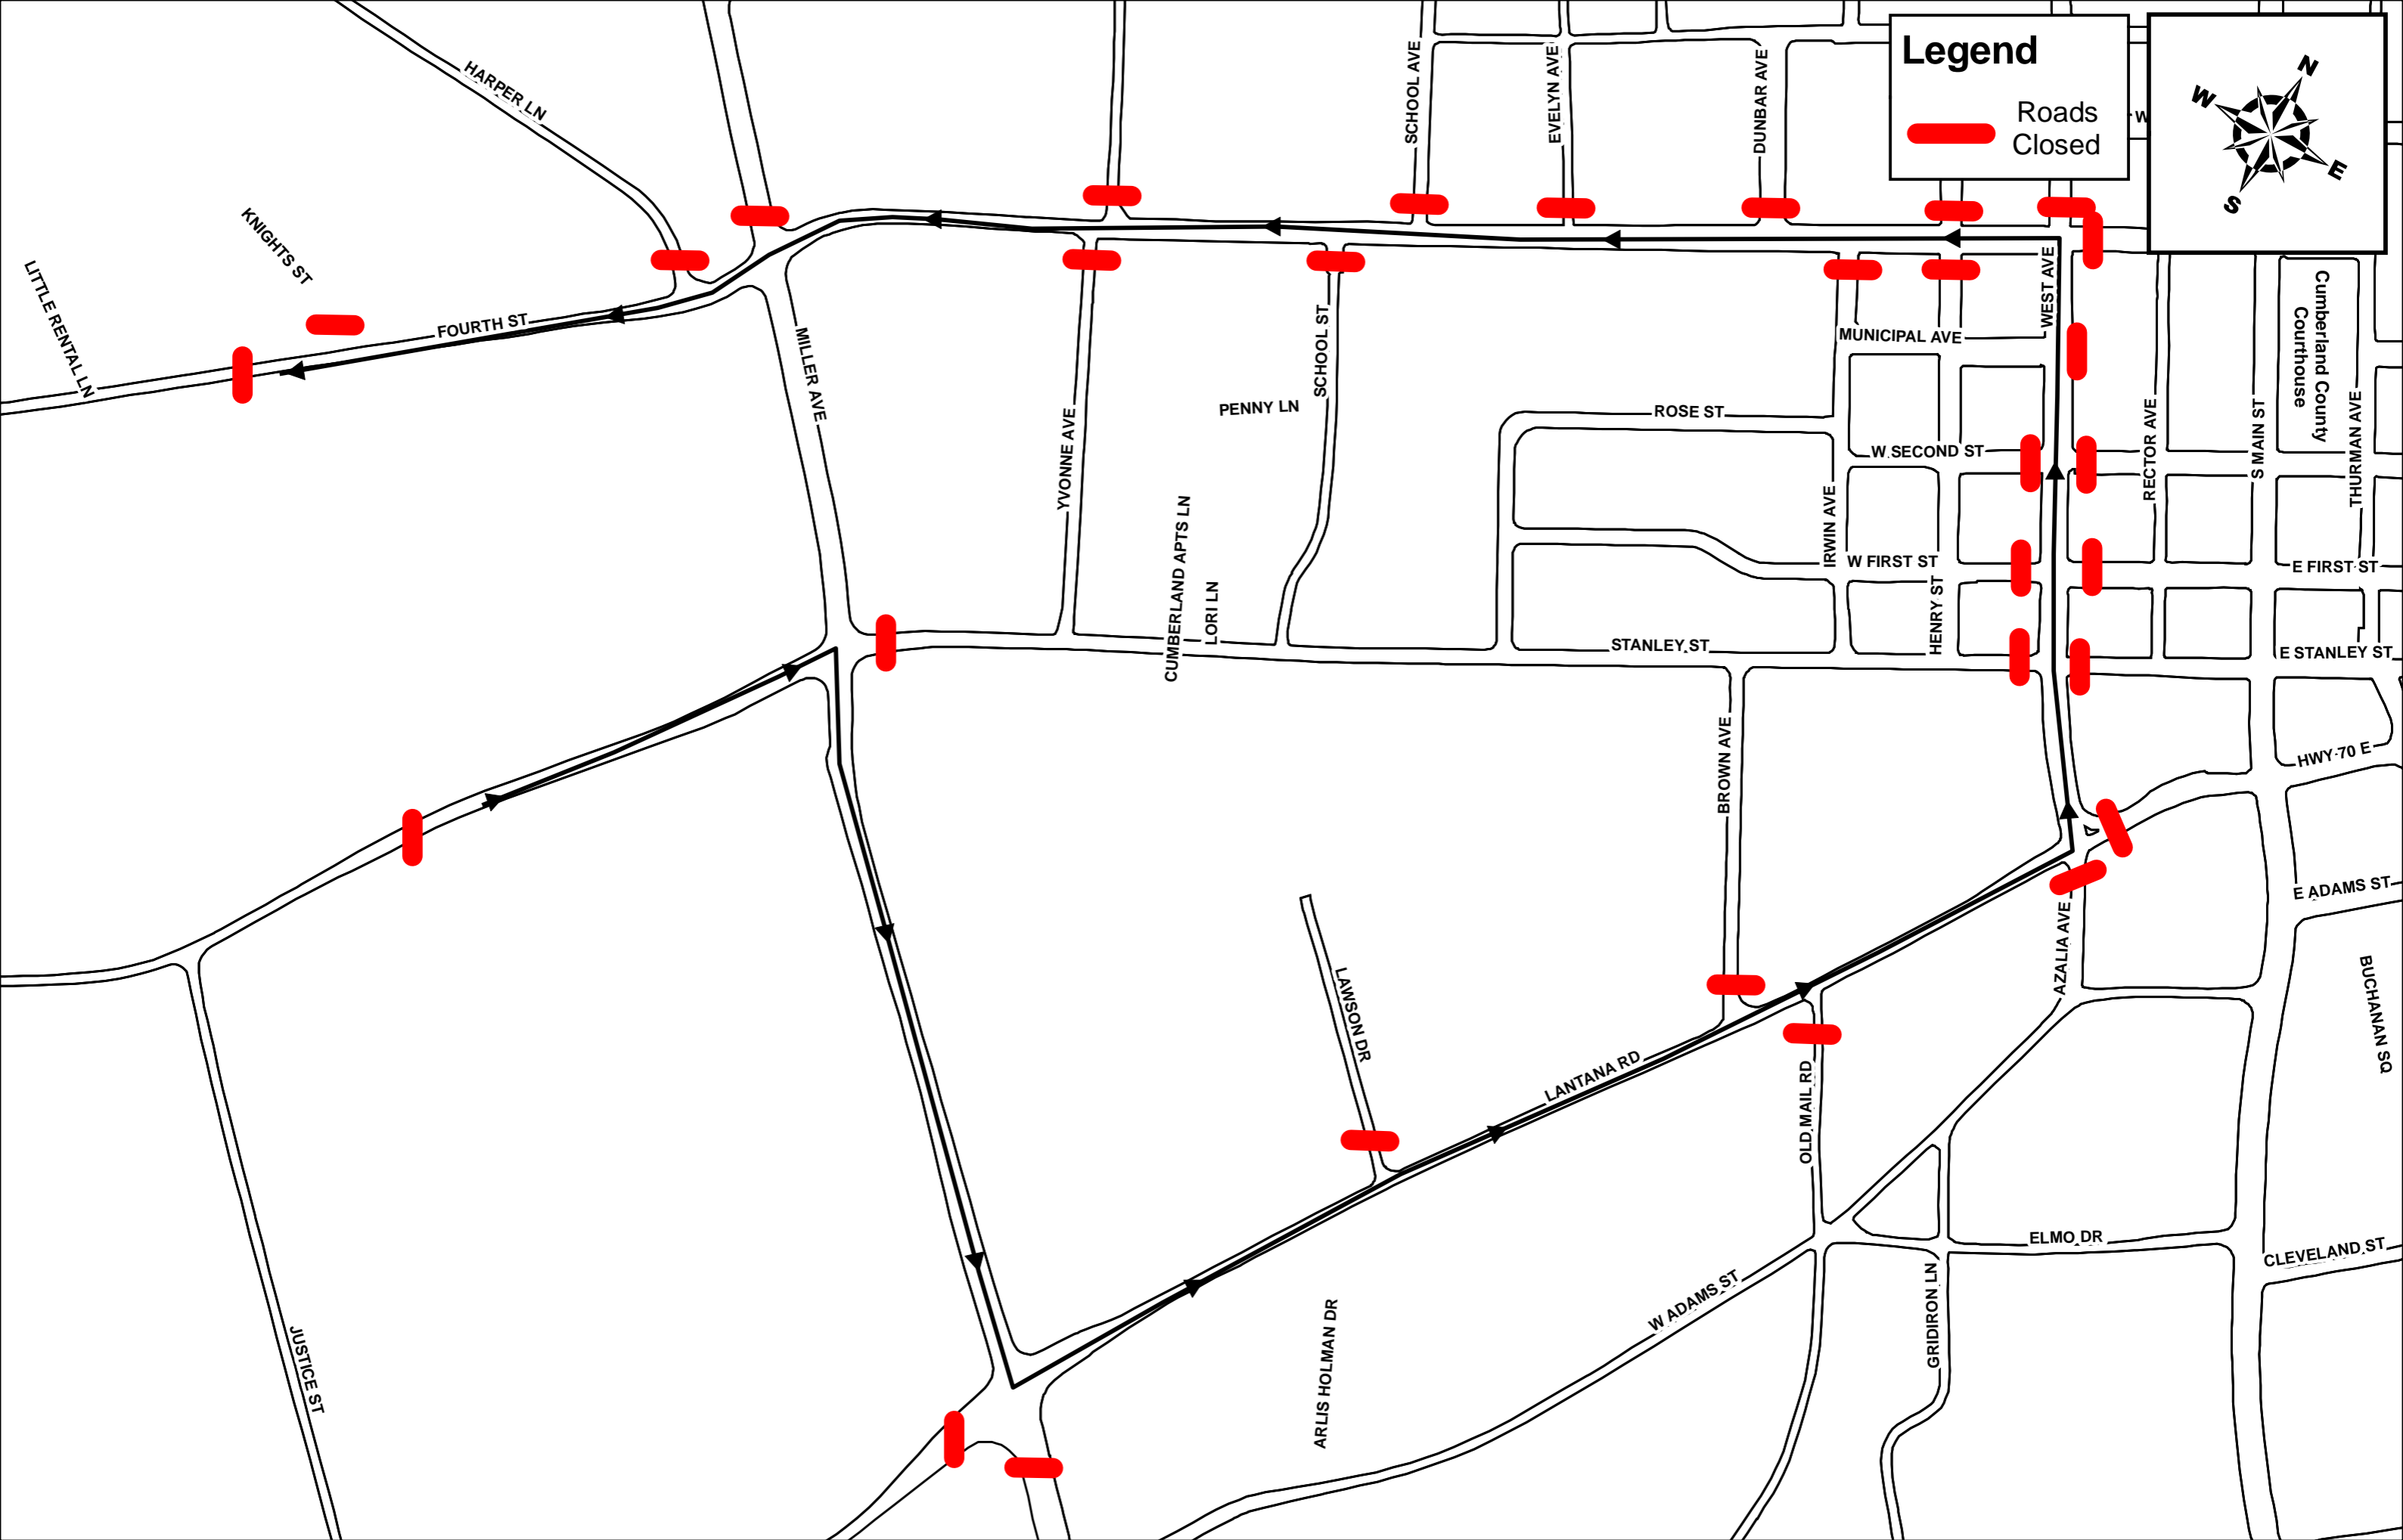 Legend
Roads
Closed
N
W
E
S
W
HARPER LN
SCHOOL AVE
EVELYN AVE
DUNBAR AVE
KNIGHTS ST
LITTLE RENTAL LN
FOURTH ST
MILLER AVE
YVONNE AVE
SCHOOL ST
PENNY LN
MUNICIPAL AVE
WEST AVE
Cumberland County
Courthouse
ROSE ST
W SECOND ST
RECTOR AVE
S MAIN ST
THURMAN AVE
IRWIN AVE
W FIRST ST
E FIRST ST
HENRY ST
CUMBERLAND APTS LN
LORI LN
STANLEY ST
E STANLEY ST
BROWN AVE
HWY 70 E
E ADAMS ST
AZALIA AVE
BUCHANAN SQ
LAWSON DR
LANTANA RD
OLD MAIL RD
ELMO DR
CLEVELAND ST
W ADAMS ST
GRIDIRON LN
ARLIS HOLMAN DR
JUSTICE ST